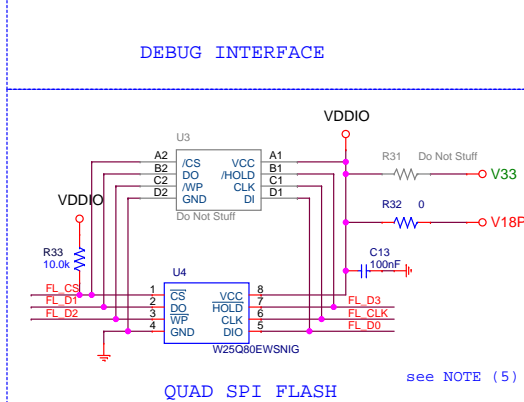 DEBUG INTERFACE
VDDIO
U3
A2 /CS VCC A1
B2 DO /HOLD B1
C2 /WP CLK C1
D2 GND DI D1
Do Not Stuff
R31 Do Not Stuff
V33
R32 0
V18P
VDDIO
R33
10.0k
C13
100nF
U4
FL_CS 1 CS VCC 8
FL_D1 2 DO HOLD 7 FL_D3
FL_D2 3 WP CLK 6 FL_CLK
4 GND DIO 5 FL_D0
W25Q80EWSNIG
see NOTE (5)
QUAD SPI FLASH